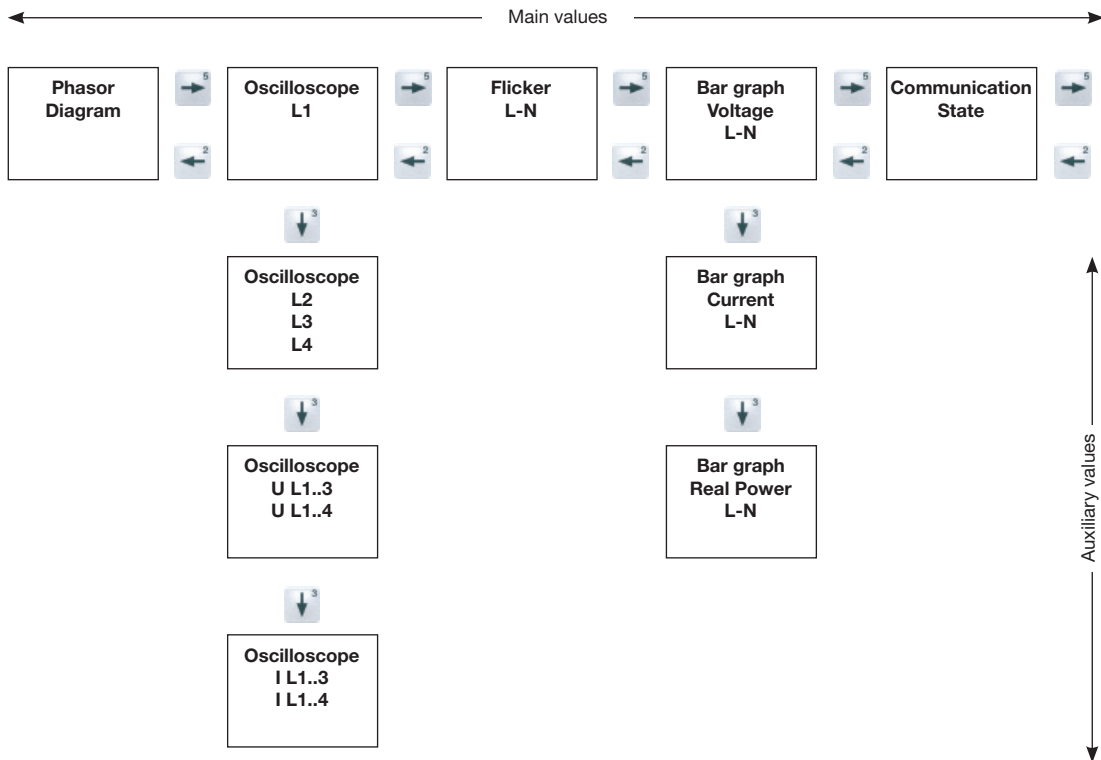 Main values
Phasor
Diagram
5
2
Oscilloscope
L1
5
2
Flicker
L-N
5
2
Bar graph
Voltage
L-N
5
2
Communication
State
5
2
3
3
Oscilloscope
L2
L3
L4
Bar graph
Current
L-N
3
3
Oscilloscope
U L1..3
U L1..4
Bar graph
Real Power
L-N
3
Oscilloscope
I L1..3
I L1..4
Auxiliary values